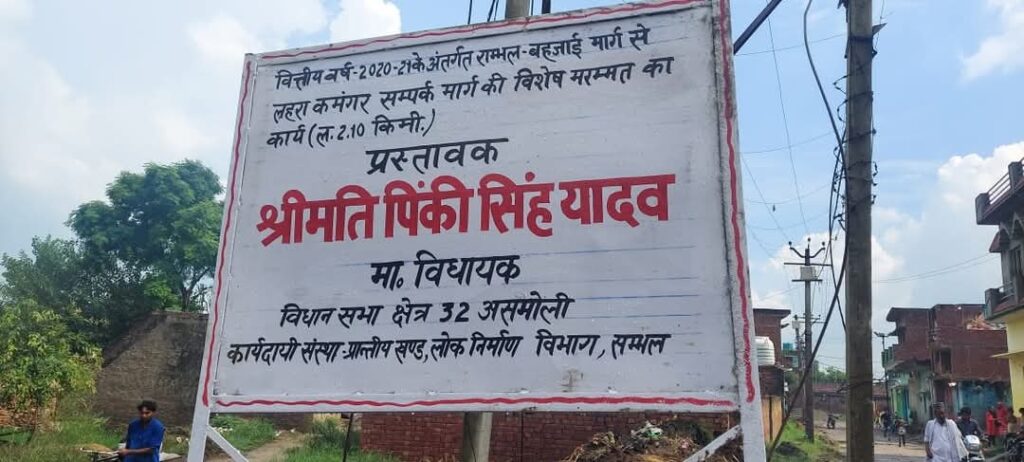 वित्तीय वर्ष-2020-21 के अंतर्गत सम्भल-बहजाई मार्ग से
लहरा कमंगर सम्पर्क मार्ग की विशेष मरम्मत का
कार्य (ल. 2.10 किमी.)
प्रस्तावक
श्रीमति पिंकी सिंह यादव
मा. विधायक
विधान सभा क्षेत्र 32 असमोली
कार्यदायी संस्था-प्रान्तीय खण्ड, लोक निर्माण विभाग, सम्भल